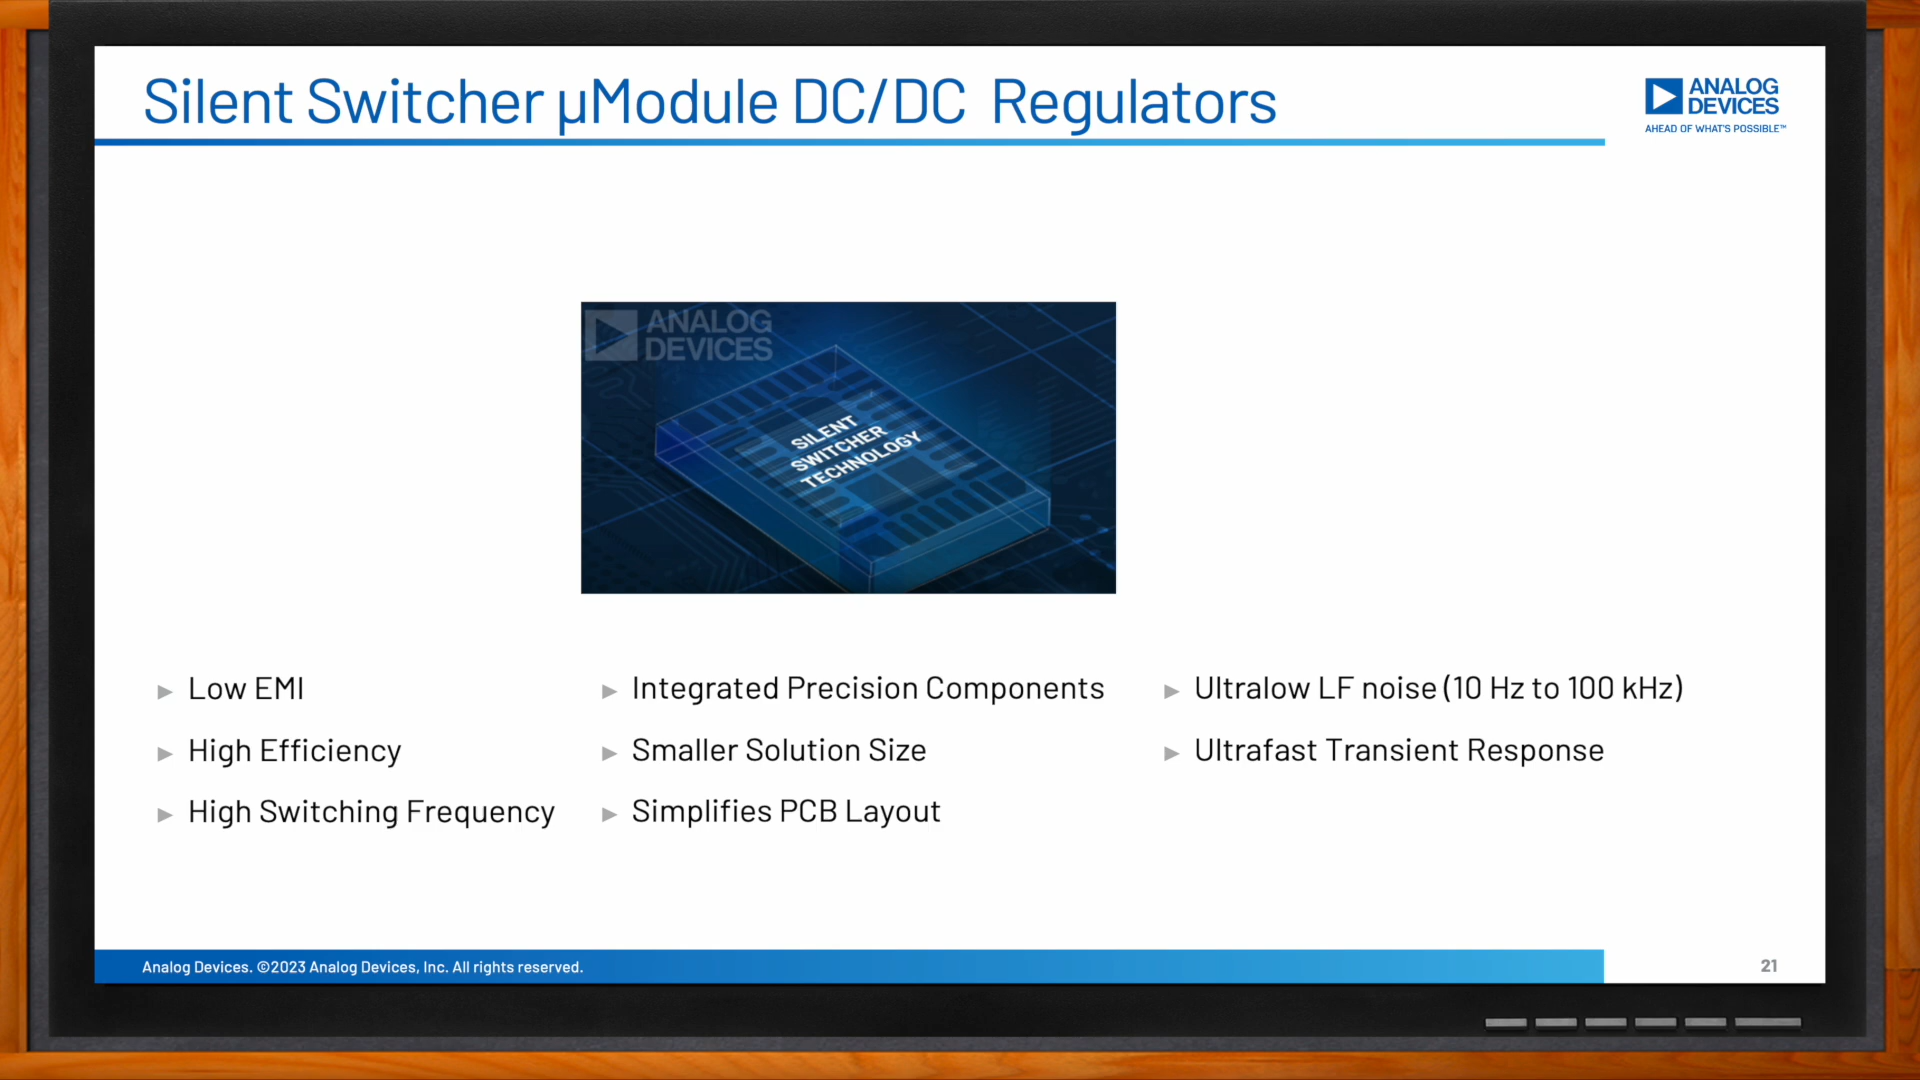 Silent Switcher µModule DC/DC Regulators
ANALOG
DEVICES
AHEAD OF WHAT'S POSSIBLE™
ANALOG
DEVICES
SILENT
SWITCHER
TECHNOLOGY
► Low EMI
► High Efficiency
► High Switching Frequency
► Integrated Precision Components
► Smaller Solution Size
► Simplifies PCB Layout
► Ultralow LF noise (10 Hz to 100 kHz)
► Ultrafast Transient Response
Analog Devices. ©2023 Analog Devices, Inc. All rights reserved.
21